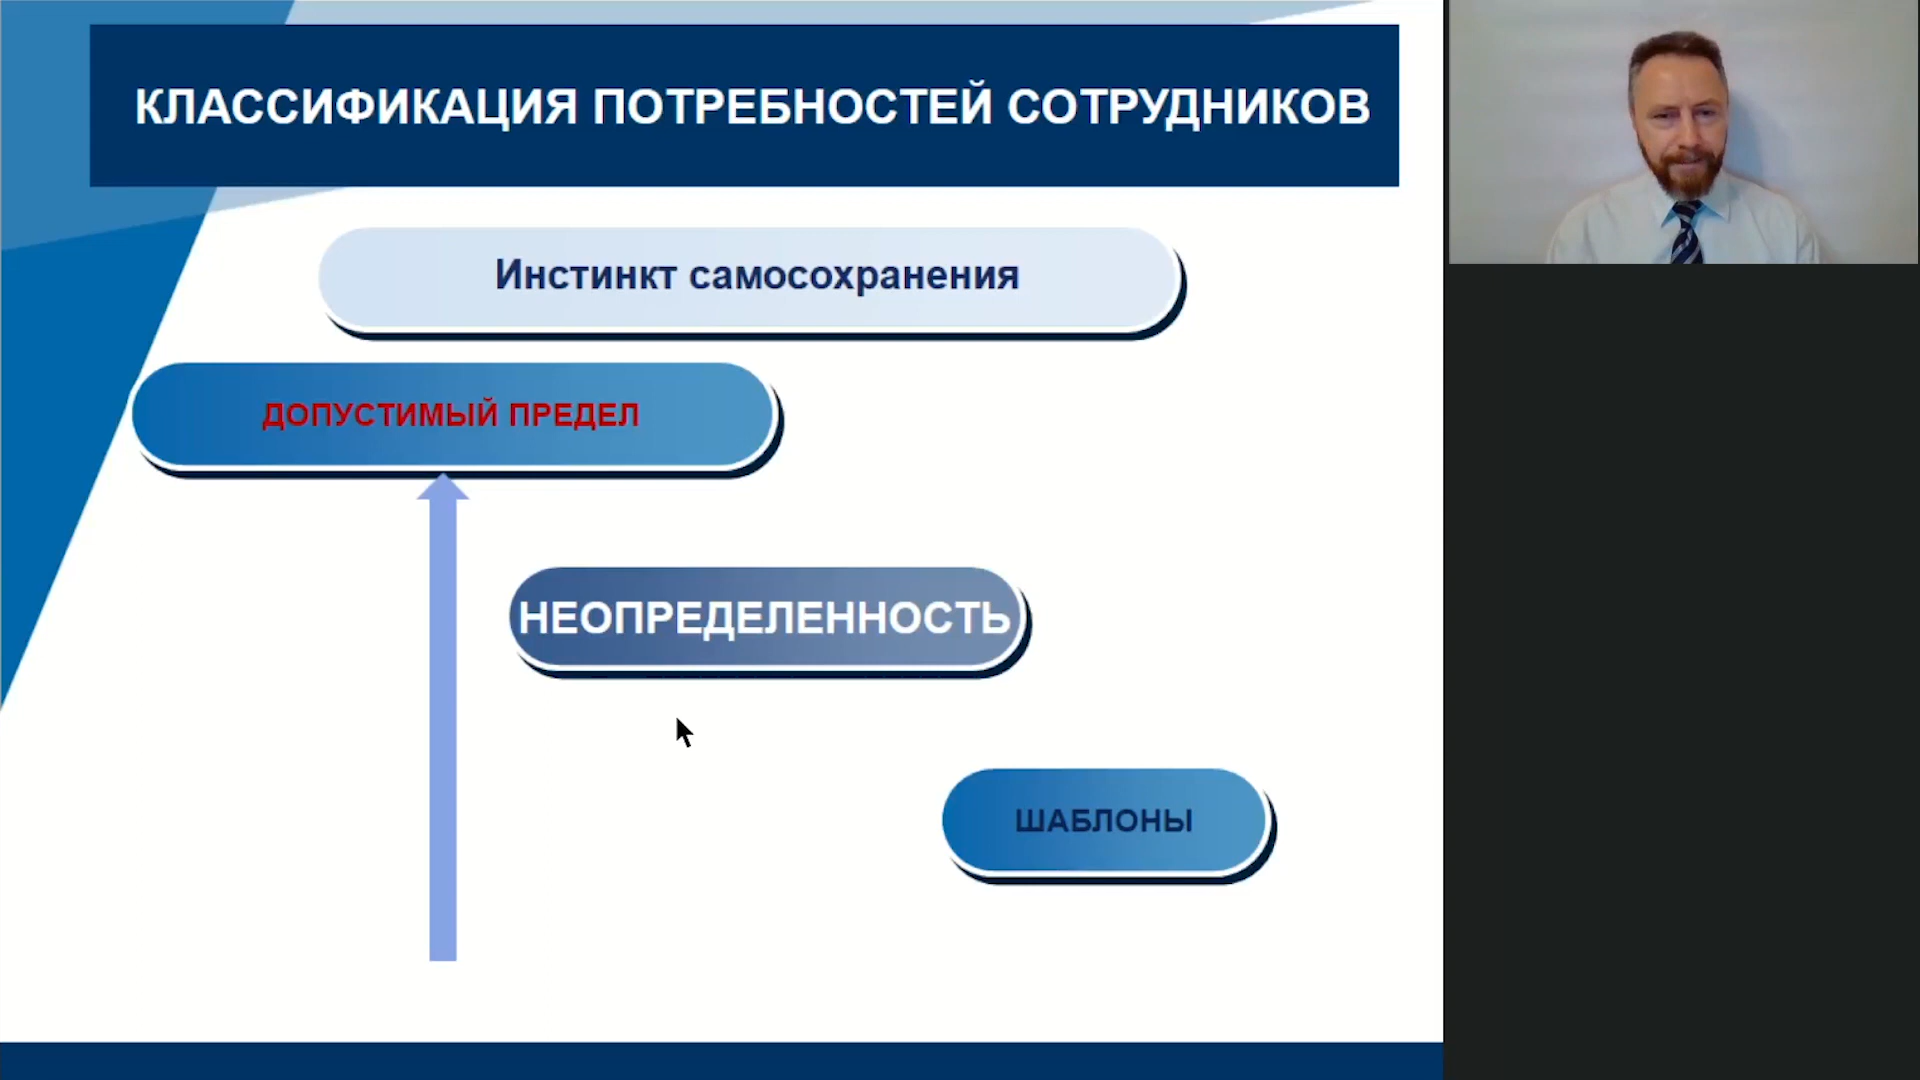 КЛАССИФИКАЦИЯ ПОТРЕБНОСТЕЙ СОТРУДНИКОВ
Инстинкт самосохранения
ДОПУСТИМЫЙ ПРЕДЕЛ
НЕОПРЕДЕЛЕННОСТЬ
ШАБЛОНЫ